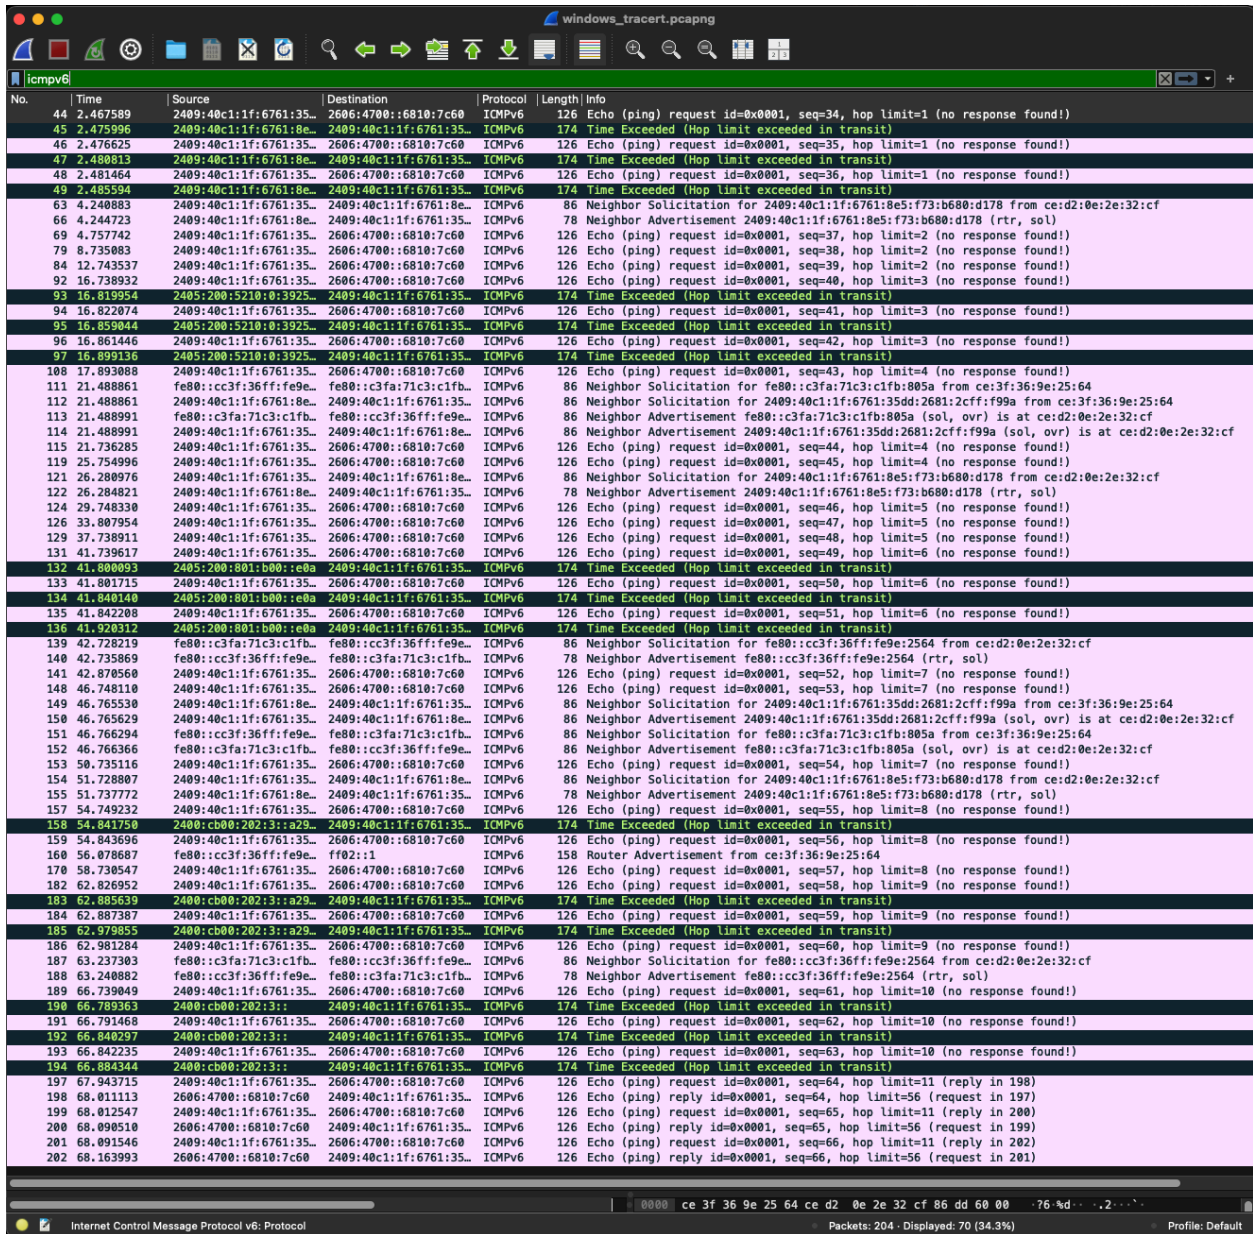 windows_tracert.pcapng
icmpv6
No. Time Source Destination Protocol Length Info
44 2.467589 2409:40c1:1f:6761:35… 2606:4700::6810:7c60 ICMPv6 126 Echo (ping) request id=0x0001, seq=34, hop limit=1 (no response found!)
45 2.475996 2409:40c1:1f:6761:8e… 2409:40c1:1f:6761:35… ICMPv6 174 Time Exceeded (Hop limit exceeded in transit)
46 2.476625 2409:40c1:1f:6761:35… 2606:4700::6810:7c60 ICMPv6 126 Echo (ping) request id=0x0001, seq=35, hop limit=1 (no response found!)
47 2.480813 2409:40c1:1f:6761:8e… 2409:40c1:1f:6761:35… ICMPv6 174 Time Exceeded (Hop limit exceeded in transit)
48 2.481464 2409:40c1:1f:6761:35… 2606:4700::6810:7c60 ICMPv6 126 Echo (ping) request id=0x0001, seq=36, hop limit=1 (no response found!)
49 2.485594 2409:40c1:1f:6761:8e… 2409:40c1:1f:6761:35… ICMPv6 174 Time Exceeded (Hop limit exceeded in transit)
63 4.240883 2409:40c1:1f:6761:35… 2409:40c1:1f:6761:8e… ICMPv6 86 Neighbor Solicitation for 2409:40c1:1f:6761:8e5:f73:b680:d178 from ce:d2:0e:2e:32:cf
66 4.244723 2409:40c1:1f:6761:8e… 2409:40c1:1f:6761:35… ICMPv6 78 Neighbor Advertisement 2409:40c1:1f:6761:8e5:f73:b680:d178 (rtr, sol)
69 4.757742 2409:40c1:1f:6761:35… 2606:4700::6810:7c60 ICMPv6 126 Echo (ping) request id=0x0001, seq=37, hop limit=2 (no response found!)
79 8.735083 2409:40c1:1f:6761:35… 2606:4700::6810:7c60 ICMPv6 126 Echo (ping) request id=0x0001, seq=38, hop limit=2 (no response found!)
84 12.743537 2409:40c1:1f:6761:35… 2606:4700::6810:7c60 ICMPv6 126 Echo (ping) request id=0x0001, seq=39, hop limit=2 (no response found!)
92 16.738932 2409:40c1:1f:6761:35… 2606:4700::6810:7c60 ICMPv6 126 Echo (ping) request id=0x0001, seq=40, hop limit=3 (no response found!)
93 16.819954 2405:200:5210:0:3925… 2409:40c1:1f:6761:35… ICMPv6 174 Time Exceeded (Hop limit exceeded in transit)
94 16.822074 2409:40c1:1f:6761:35… 2606:4700::6810:7c60 ICMPv6 126 Echo (ping) request id=0x0001, seq=41, hop limit=3 (no response found!)
95 16.859044 2405:200:5210:0:3925… 2409:40c1:1f:6761:35… ICMPv6 174 Time Exceeded (Hop limit exceeded in transit)
96 16.861446 2409:40c1:1f:6761:35… 2606:4700::6810:7c60 ICMPv6 126 Echo (ping) request id=0x0001, seq=42, hop limit=3 (no response found!)
97 16.899136 2405:200:5210:0:3925… 2409:40c1:1f:6761:35… ICMPv6 174 Time Exceeded (Hop limit exceeded in transit)
108 17.893088 2409:40c1:1f:6761:35… 2606:4700::6810:7c60 ICMPv6 126 Echo (ping) request id=0x0001, seq=43, hop limit=4 (no response found!)
111 21.488861 fe80::cc3f:36ff:fe9e… fe80::c3fa:71c3:c1fb… ICMPv6 86 Neighbor Solicitation for fe80::c3fa:71c3:c1fb:805a from ce:3f:36:9e:25:64
112 21.488861 2409:40c1:1f:6761:8e… 2409:40c1:1f:6761:35… ICMPv6 86 Neighbor Solicitation for 2409:40c1:1f:6761:35dd:2681:2cff:f99a from ce:3f:36:9e:25:64
113 21.488991 fe80::c3fa:71c3:c1fb… fe80::cc3f:36ff:fe9e… ICMPv6 86 Neighbor Advertisement fe80::c3fa:71c3:c1fb:805a (sol, ovr) is at ce:d2:0e:2e:32:cf
114 21.488991 2409:40c1:1f:6761:35… 2409:40c1:1f:6761:8e… ICMPv6 86 Neighbor Advertisement 2409:40c1:1f:6761:35dd:2681:2cff:f99a (sol, ovr) is at ce:d2:0e:2e:32:cf
115 21.736285 2409:40c1:1f:6761:35… 2606:4700::6810:7c60 ICMPv6 126 Echo (ping) request id=0x0001, seq=44, hop limit=4 (no response found!)
119 25.754996 2409:40c1:1f:6761:35… 2606:4700::6810:7c60 ICMPv6 126 Echo (ping) request id=0x0001, seq=45, hop limit=4 (no response found!)
121 26.280976 2409:40c1:1f:6761:35… 2409:40c1:1f:6761:8e… ICMPv6 86 Neighbor Solicitation for 2409:40c1:1f:6761:8e5:f73:b680:d178 from ce:d2:0e:2e:32:cf
122 26.284821 2409:40c1:1f:6761:8e… 2409:40c1:1f:6761:35… ICMPv6 78 Neighbor Advertisement 2409:40c1:1f:6761:8e5:f73:b680:d178 (rtr, sol)
124 29.748330 2409:40c1:1f:6761:35… 2606:4700::6810:7c60 ICMPv6 126 Echo (ping) request id=0x0001, seq=46, hop limit=5 (no response found!)
126 33.807954 2409:40c1:1f:6761:35… 2606:4700::6810:7c60 ICMPv6 126 Echo (ping) request id=0x0001, seq=47, hop limit=5 (no response found!)
129 37.738911 2409:40c1:1f:6761:35… 2606:4700::6810:7c60 ICMPv6 126 Echo (ping) request id=0x0001, seq=48, hop limit=5 (no response found!)
131 41.739617 2409:40c1:1f:6761:35… 2606:4700::6810:7c60 ICMPv6 126 Echo (ping) request id=0x0001, seq=49, hop limit=6 (no response found!)
132 41.800093 2405:200:801:b00::e0a 2409:40c1:1f:6761:35… ICMPv6 174 Time Exceeded (Hop limit exceeded in transit)
133 41.801715 2409:40c1:1f:6761:35… 2606:4700::6810:7c60 ICMPv6 126 Echo (ping) request id=0x0001, seq=50, hop limit=6 (no response found!)
134 41.840140 2405:200:801:b00::e0a 2409:40c1:1f:6761:35… ICMPv6 174 Time Exceeded (Hop limit exceeded in transit)
135 41.842208 2409:40c1:1f:6761:35… 2606:4700::6810:7c60 ICMPv6 126 Echo (ping) request id=0x0001, seq=51, hop limit=6 (no response found!)
136 41.920312 2405:200:801:b00::e0a 2409:40c1:1f:6761:35… ICMPv6 174 Time Exceeded (Hop limit exceeded in transit)
139 42.728219 fe80::c3fa:71c3:c1fb… fe80::cc3f:36ff:fe9e… ICMPv6 86 Neighbor Solicitation for fe80::cc3f:36ff:fe9e:2564 from ce:d2:0e:2e:32:cf
140 42.735869 fe80::cc3f:36ff:fe9e… fe80::c3fa:71c3:c1fb… ICMPv6 78 Neighbor Advertisement fe80::cc3f:36ff:fe9e:2564 (rtr, sol)
141 42.870560 2409:40c1:1f:6761:35… 2606:4700::6810:7c60 ICMPv6 126 Echo (ping) request id=0x0001, seq=52, hop limit=7 (no response found!)
148 46.748110 2409:40c1:1f:6761:35… 2606:4700::6810:7c60 ICMPv6 126 Echo (ping) request id=0x0001, seq=53, hop limit=7 (no response found!)
149 46.765530 2409:40c1:1f:6761:8e… 2409:40c1:1f:6761:35… ICMPv6 86 Neighbor Solicitation for 2409:40c1:1f:6761:35dd:2681:2cff:f99a from ce:3f:36:9e:25:64
150 46.765629 2409:40c1:1f:6761:35… 2409:40c1:1f:6761:8e… ICMPv6 86 Neighbor Advertisement 2409:40c1:1f:6761:35dd:2681:2cff:f99a (sol, ovr) is at ce:d2:0e:2e:32:cf
151 46.766294 fe80::cc3f:36ff:fe9e… fe80::c3fa:71c3:c1fb… ICMPv6 86 Neighbor Solicitation for fe80::c3fa:71c3:c1fb:805a from ce:3f:36:9e:25:64
152 46.766366 fe80::c3fa:71c3:c1fb… fe80::cc3f:36ff:fe9e… ICMPv6 86 Neighbor Advertisement fe80::c3fa:71c3:c1fb:805a (sol, ovr) is at ce:d2:0e:2e:32:cf
153 50.735116 2409:40c1:1f:6761:35… 2606:4700::6810:7c60 ICMPv6 126 Echo (ping) request id=0x0001, seq=54, hop limit=7 (no response found!)
154 51.728807 2409:40c1:1f:6761:35… 2409:40c1:1f:6761:8e… ICMPv6 86 Neighbor Solicitation for 2409:40c1:1f:6761:8e5:f73:b680:d178 from ce:d2:0e:2e:32:cf
155 51.737772 2409:40c1:1f:6761:8e… 2409:40c1:1f:6761:35… ICMPv6 78 Neighbor Advertisement 2409:40c1:1f:6761:8e5:f73:b680:d178 (rtr, sol)
157 54.749232 2409:40c1:1f:6761:35… 2606:4700::6810:7c60 ICMPv6 126 Echo (ping) request id=0x0001, seq=55, hop limit=8 (no response found!)
158 54.841750 2400:cb00:202:3::a29… 2409:40c1:1f:6761:35… ICMPv6 174 Time Exceeded (Hop limit exceeded in transit)
159 54.843696 2409:40c1:1f:6761:35… 2606:4700::6810:7c60 ICMPv6 126 Echo (ping) request id=0x0001, seq=56, hop limit=8 (no response found!)
160 56.078687 fe80::cc3f:36ff:fe9e… ff02::1 ICMPv6 158 Router Advertisement from ce:3f:36:9e:25:64
170 58.730547 2409:40c1:1f:6761:35… 2606:4700::6810:7c60 ICMPv6 126 Echo (ping) request id=0x0001, seq=57, hop limit=8 (no response found!)
182 62.826952 2409:40c1:1f:6761:35… 2606:4700::6810:7c60 ICMPv6 126 Echo (ping) request id=0x0001, seq=58, hop limit=9 (no response found!)
183 62.885639 2400:cb00:202:3::a29… 2409:40c1:1f:6761:35… ICMPv6 174 Time Exceeded (Hop limit exceeded in transit)
184 62.887387 2409:40c1:1f:6761:35… 2606:4700::6810:7c60 ICMPv6 126 Echo (ping) request id=0x0001, seq=59, hop limit=9 (no response found!)
185 62.979855 2400:cb00:202:3::a29… 2409:40c1:1f:6761:35… ICMPv6 174 Time Exceeded (Hop limit exceeded in transit)
186 62.981284 2409:40c1:1f:6761:35… 2606:4700::6810:7c60 ICMPv6 126 Echo (ping) request id=0x0001, seq=60, hop limit=9 (no response found!)
187 63.237303 fe80::c3fa:71c3:c1fb… fe80::cc3f:36ff:fe9e… ICMPv6 86 Neighbor Solicitation for fe80::cc3f:36ff:fe9e:2564 from ce:d2:0e:2e:32:cf
188 63.240882 fe80::cc3f:36ff:fe9e… fe80::c3fa:71c3:c1fb… ICMPv6 78 Neighbor Advertisement fe80::cc3f:36ff:fe9e:2564 (rtr, sol)
189 66.739049 2409:40c1:1f:6761:35… 2606:4700::6810:7c60 ICMPv6 126 Echo (ping) request id=0x0001, seq=61, hop limit=10 (no response found!)
190 66.789363 2400:cb00:202:3:: 2409:40c1:1f:6761:35… ICMPv6 174 Time Exceeded (Hop limit exceeded in transit)
191 66.791468 2409:40c1:1f:6761:35… 2606:4700::6810:7c60 ICMPv6 126 Echo (ping) request id=0x0001, seq=62, hop limit=10 (no response found!)
192 66.840297 2400:cb00:202:3:: 2409:40c1:1f:6761:35… ICMPv6 174 Time Exceeded (Hop limit exceeded in transit)
193 66.842235 2409:40c1:1f:6761:35… 2606:4700::6810:7c60 ICMPv6 126 Echo (ping) request id=0x0001, seq=63, hop limit=10 (no response found!)
194 66.884344 2400:cb00:202:3:: 2409:40c1:1f:6761:35… ICMPv6 174 Time Exceeded (Hop limit exceeded in transit)
197 67.943715 2409:40c1:1f:6761:35… 2606:4700::6810:7c60 ICMPv6 126 Echo (ping) request id=0x0001, seq=64, hop limit=11 (reply in 198)
198 68.011113 2606:4700::6810:7c60 2409:40c1:1f:6761:35… ICMPv6 126 Echo (ping) reply id=0x0001, seq=64, hop limit=56 (request in 197)
199 68.012547 2409:40c1:1f:6761:35… 2606:4700::6810:7c60 ICMPv6 126 Echo (ping) request id=0x0001, seq=65, hop limit=11 (reply in 200)
200 68.090510 2606:4700::6810:7c60 2409:40c1:1f:6761:35… ICMPv6 126 Echo (ping) reply id=0x0001, seq=65, hop limit=56 (request in 199)
201 68.091546 2409:40c1:1f:6761:35… 2606:4700::6810:7c60 ICMPv6 126 Echo (ping) request id=0x0001, seq=66, hop limit=11 (reply in 202)
202 68.163993 2606:4700::6810:7c60 2409:40c1:1f:6761:35… ICMPv6 126 Echo (ping) reply id=0x0001, seq=66, hop limit=56 (request in 201)
0000 ce 3f 36 9e 25 64 ce d2 0e 2e 32 cf 86 dd 60 00 ·?6·%d·· ·.2···`·
Internet Control Message Protocol v6: Protocol Packets: 204 · Displayed: 70 (34.3%) Profile: Default